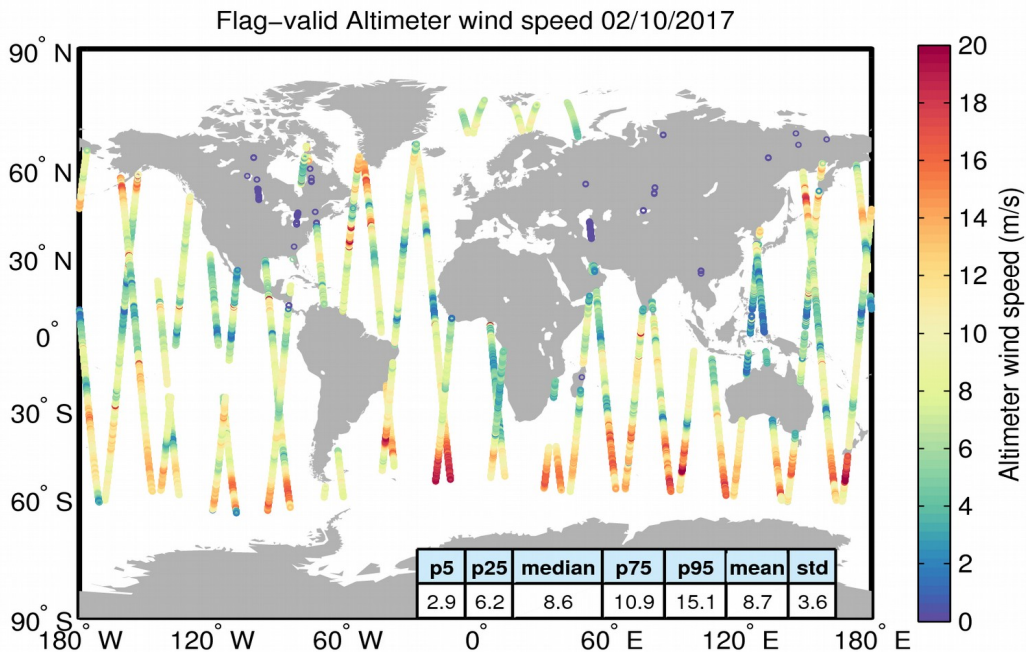 Flag−valid Altimeter wind speed 02/10/2017
90° N
60° N
30° N
0°
30° S
60° S
90° S
180° W
120° W
60° W
0°
60° E
120° E
180° E
p5 p25 median p75 p95 mean std
2.9 6.2 8.6 10.9 15.1 8.7 3.6
20
18
16
14
12
10
8
6
4
2
0
Altimeter wind speed (m/s)